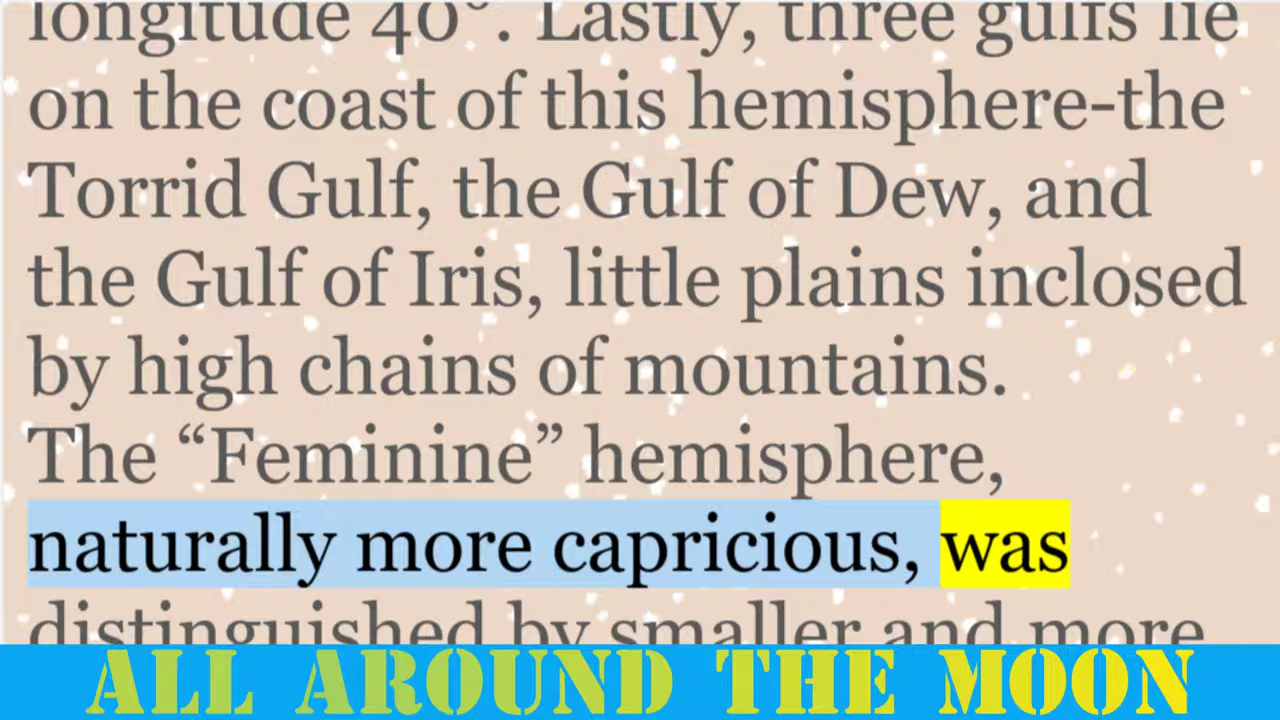 longitude 40°. Lastly, three gulfs lie
on the coast of this hemisphere-the
Torrid Gulf, the Gulf of Dew, and
the Gulf of Iris, little plains inclosed
by high chains of mountains.
The “Feminine” hemisphere,
naturally more capricious, was
distinguished by smaller and more
ALL AROUND THE MOON